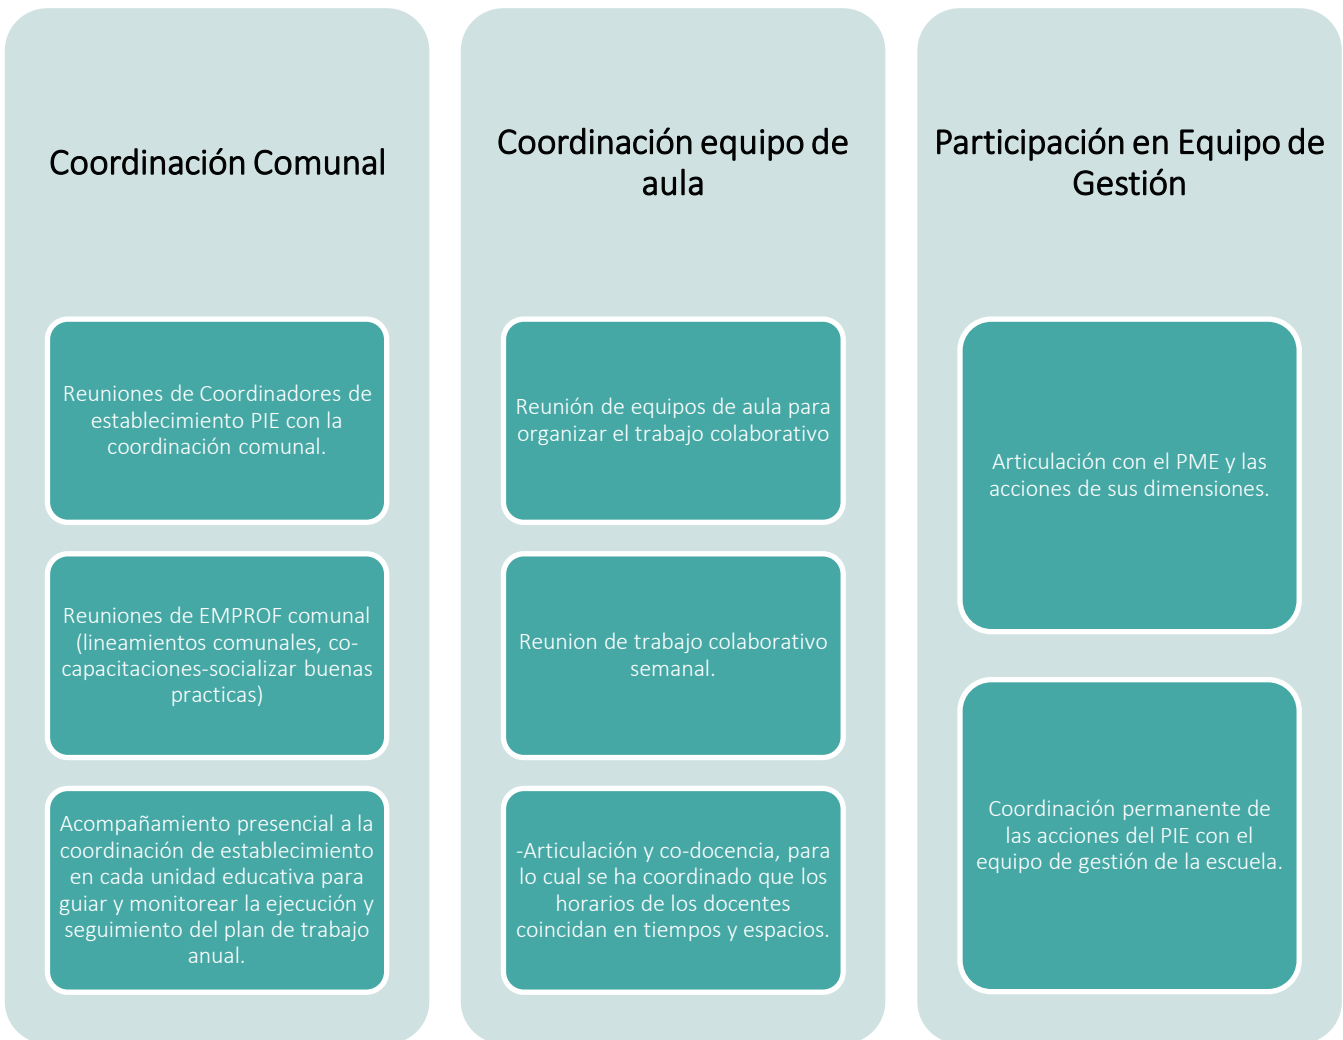 Coordinación Comunal
Reuniones de Coordinadores de
establecimiento PIE con la
coordinación comunal.
Reuniones de EMPROF comunal
(lineamientos comunales, co-
capacitaciones-socializar buenas
practicas)
Acompañamiento presencial a la
coordinación de establecimiento
en cada unidad educativa para
guiar y monitorear la ejecución y
seguimiento del plan de trabajo
anual.
Coordinación equipo de
aula
Reunión de equipos de aula para
organizar el trabajo colaborativo
Reunion de trabajo colaborativo
semanal.
-Articulación y co-docencia, para
lo cual se ha coordinado que los
horarios de los docentes
coincidan en tiempos y espacios.
Participación en Equipo de
Gestión
Articulación con el PME y las
acciones de sus dimensiones.
Coordinación permanente de
las acciones del PIE con el
equipo de gestión de la escuela.